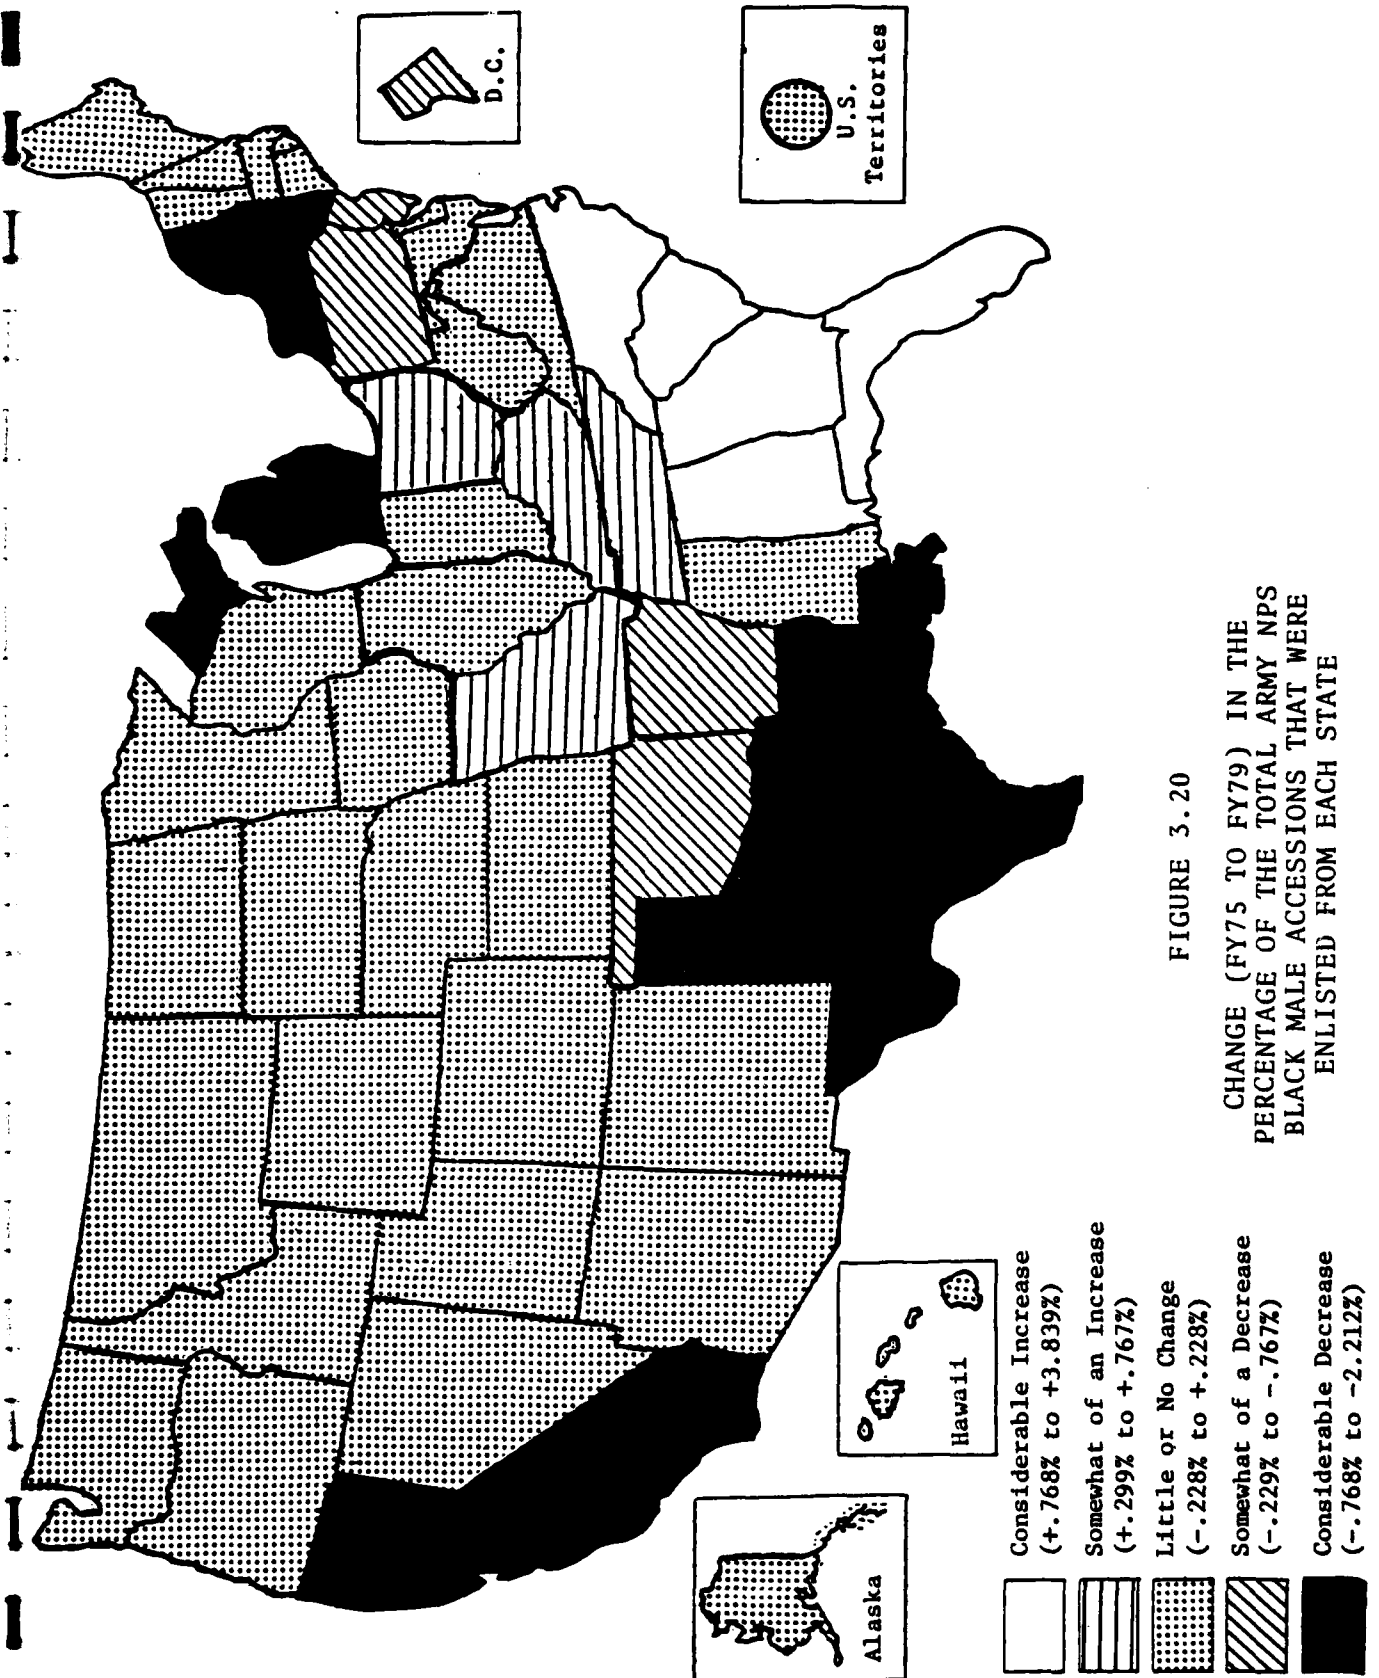 D.C.
U.S.
Territories
Alaska
Hawaii
Considerable Increase
(+.768% to +3.839%)
Somewhat of an Increase
(+.299% to +.767%)
Little or No Change
(-.228% to +.228%)
Somewhat of a Decrease
(-.229% to -.767%)
Considerable Decrease
(-.768% to -2.212%)
FIGURE 3.20
CHANGE (FY75 TO FY79) IN THE
PERCENTAGE OF THE TOTAL ARMY NPS
BLACK MALE ACCESSIONS THAT WERE
ENLISTED FROM EACH STATE